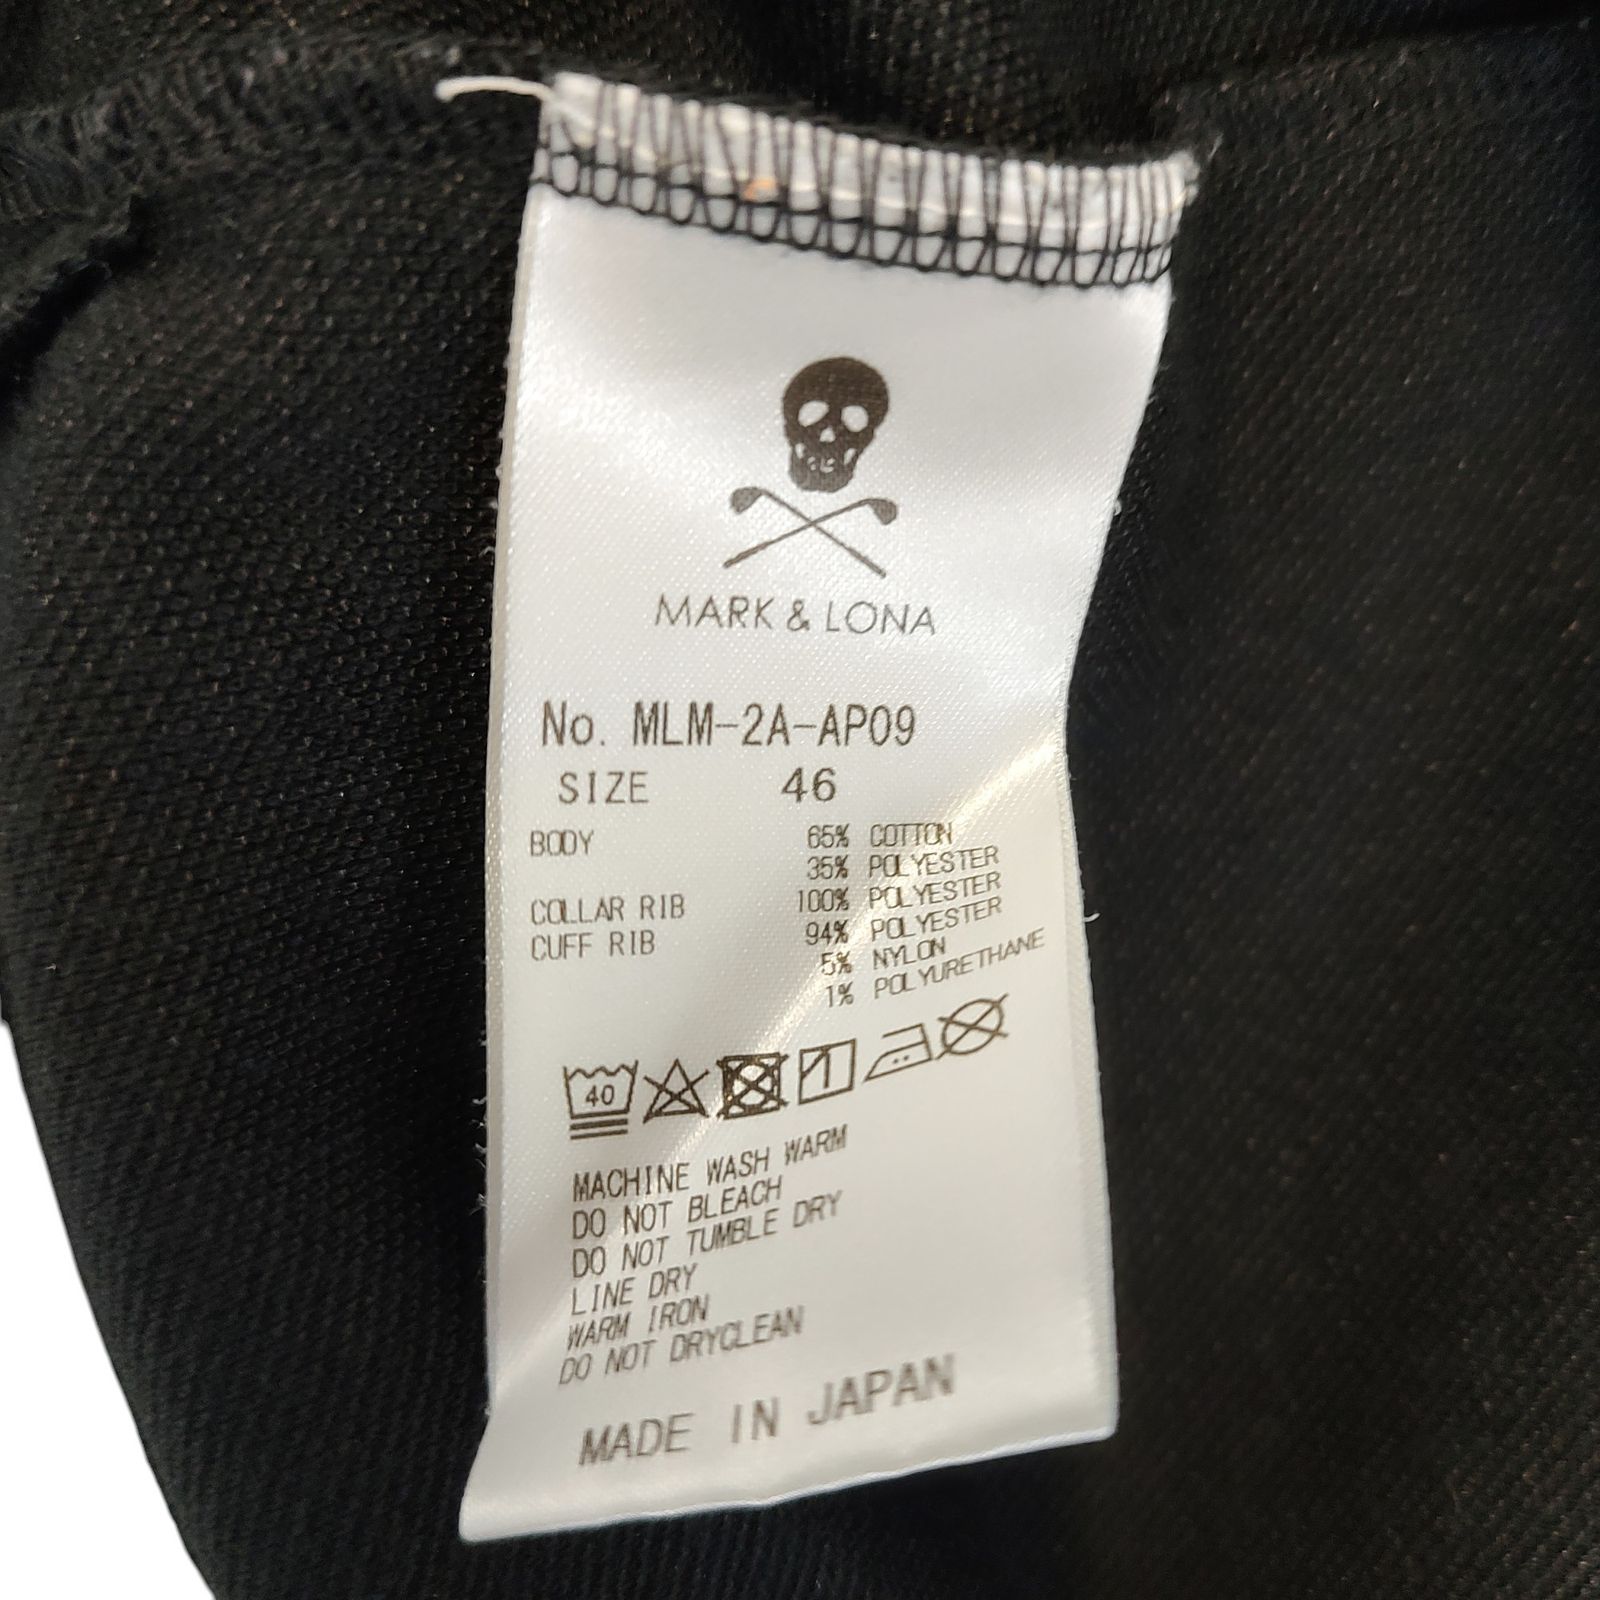 MARK & LONA
No. MLM-2A-AP09
SIZE 46
BODY 65% COTTON
35% POLYESTER
COLLAR RIB 100% POLYESTER
CUFF RIB 94% POLYESTER
5% NYLON
1% POLYURETHANE
40
MACHINE WASH WARM
DO NOT BLEACH
DO NOT TUMBLE DRY
LINE DRY
WARM IRON
DO NOT DRYCLEAN
MADE IN JAPAN